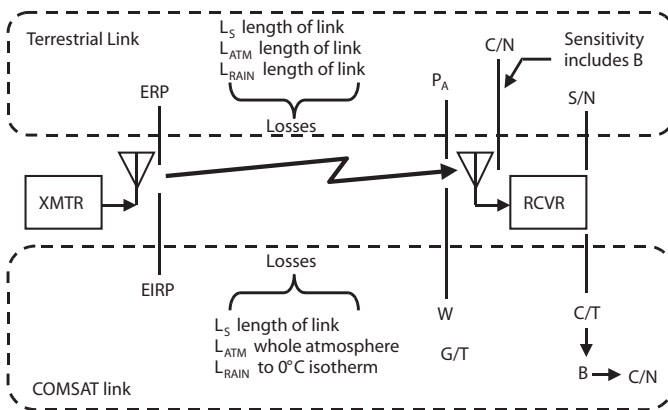 Terrestrial Link
L_S length of link
L_ATM length of link
L_RAIN length of link
Losses
ERP
P_A
C/N
Sensitivity
includes B
S/N
XMTR
RCVR
EIRP
Losses
L_S length of link
L_ATM whole atmosphere
L_RAIN to 0°C isotherm
W
G/T
C/T
B
C/N
COMSAT link